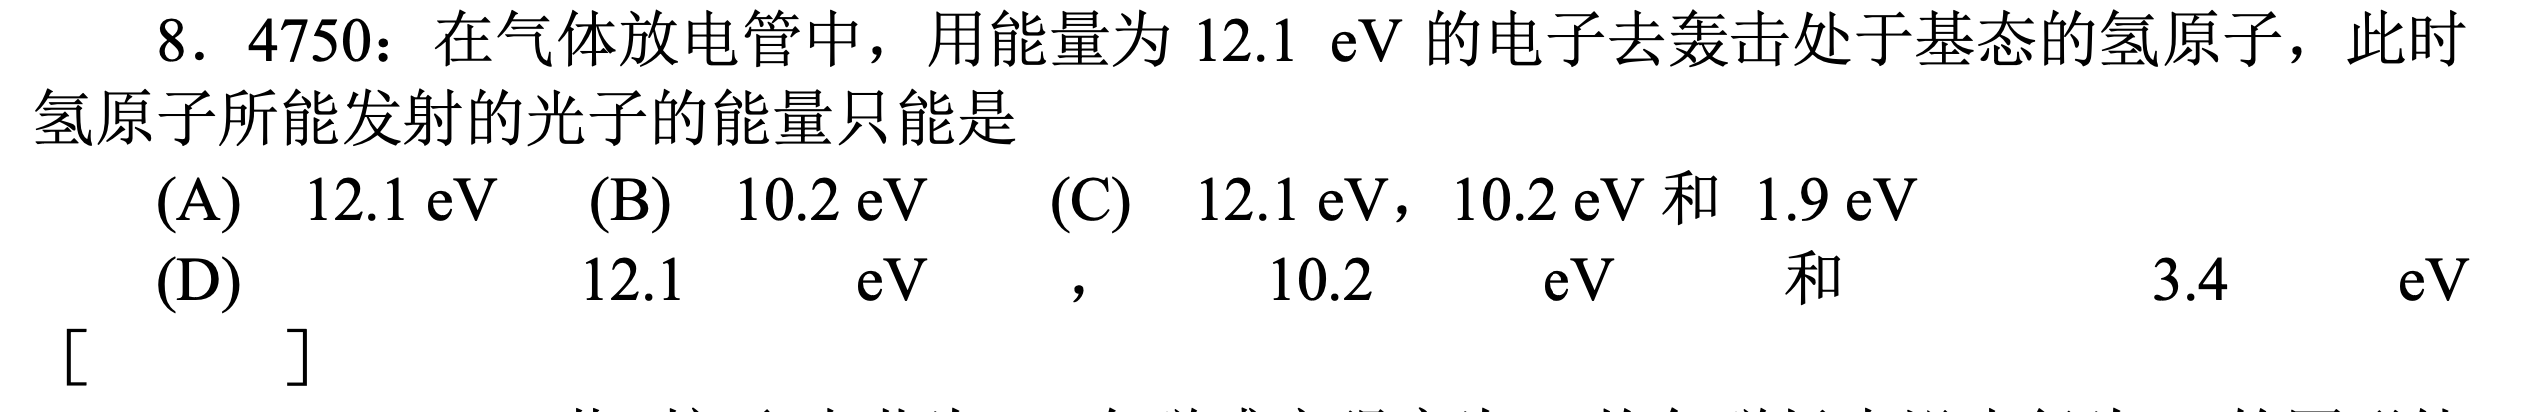 8．4750：在气体放电管中，用能量为 12.1 eV 的电子去轰击处于基态的氢原子，此时
氢原子所能发射的光子的能量只能是
(A) 12.1 eV (B) 10.2 eV (C) 12.1 eV，10.2 eV 和 1.9 eV
(D) 12.1 eV ， 10.2 eV 和 3.4 eV
［ ］